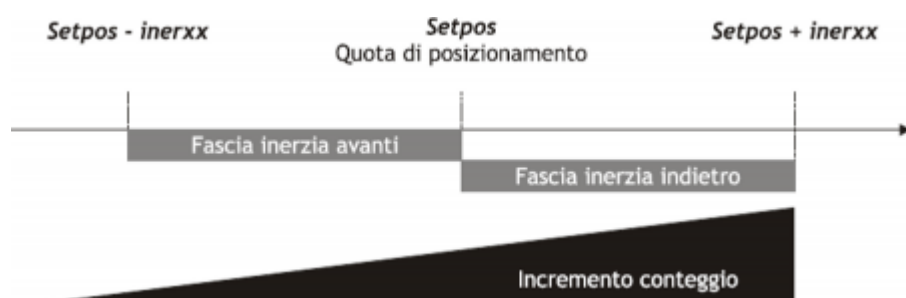 Setpos - inerxx
Setpos
Quota di posizionamento
Setpos + inerxx
Fascia inerzia avanti
Fascia inerzia indietro
Incremento conteggio